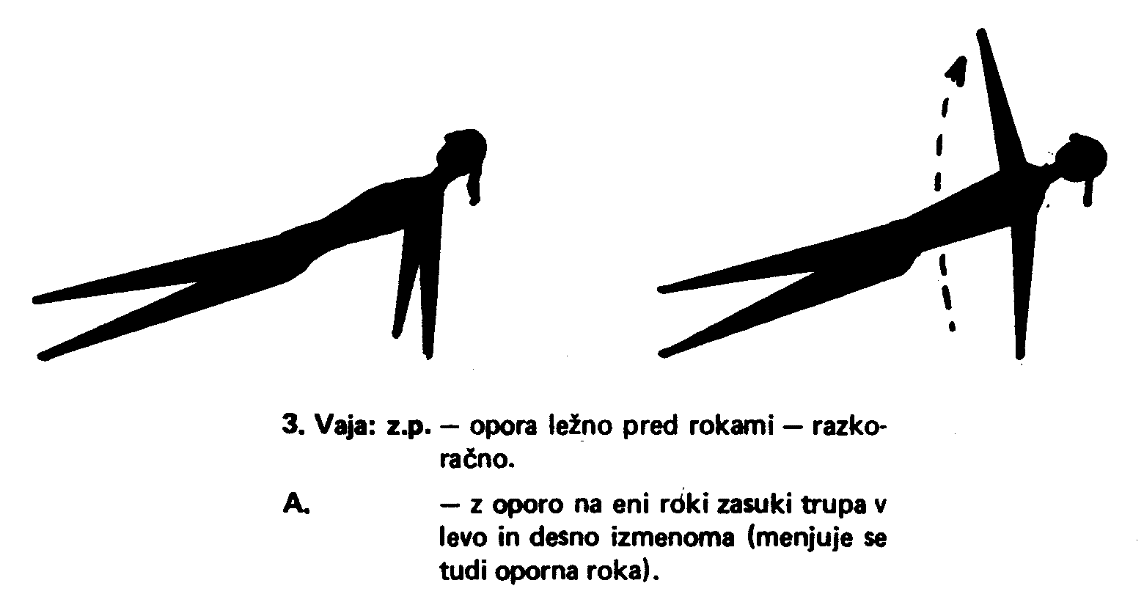 3. Vaja: z.p. — opora ležno pred rokami — razko-
račno.
A. — z oporo na eni roki zasuki trupa v
levo in desno izmenoma (menjuje se
tudi oporna roka).